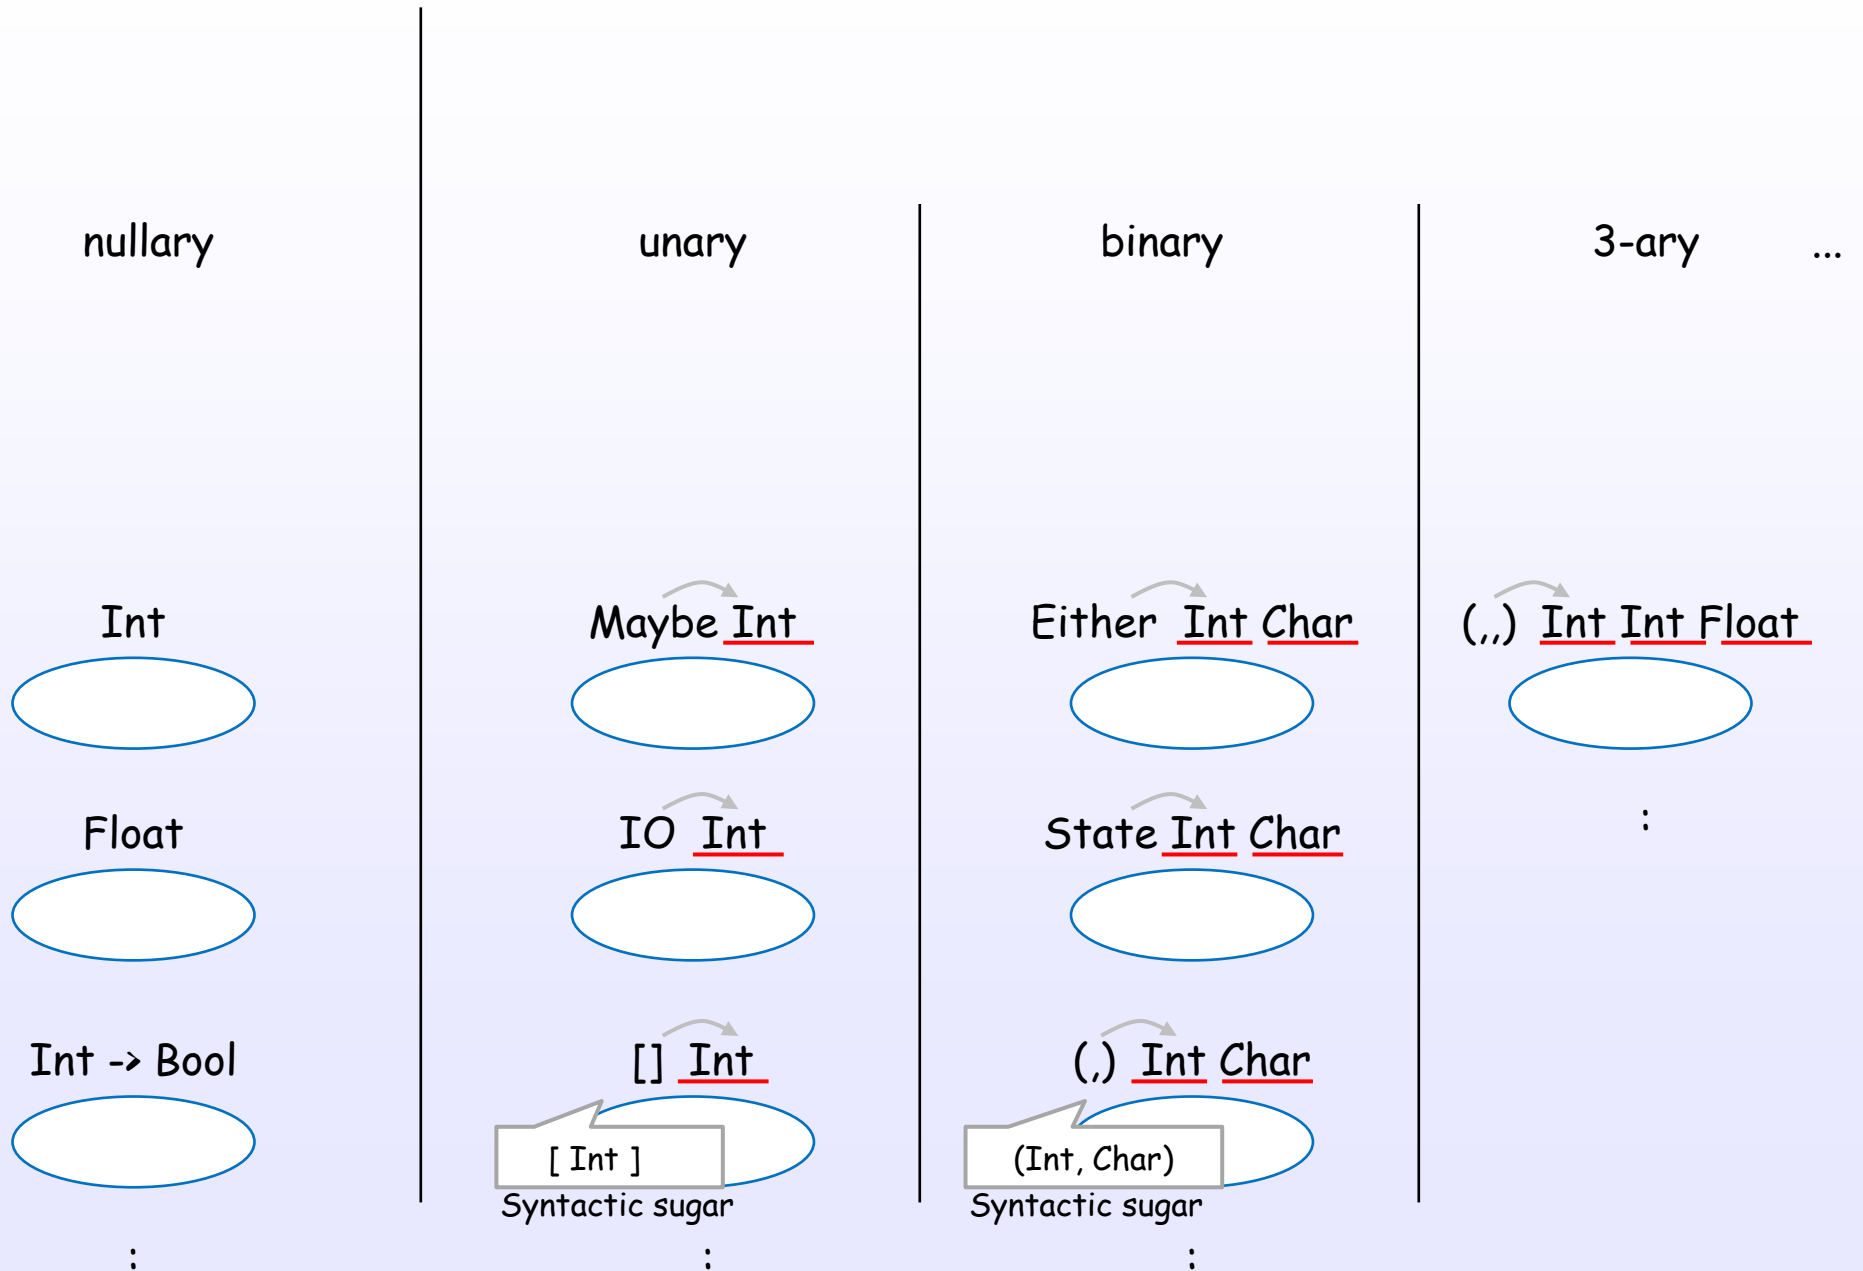 nullary
unary
binary
3-ary
...
Int
Maybe Int
Either Int Char
(,,) Int Int Float
Float
IO Int
State Int Char
:
Int -> Bool
[] Int
(,) Int Char
[ Int ]
(Int, Char)
Syntactic sugar
Syntactic sugar
:
:
: